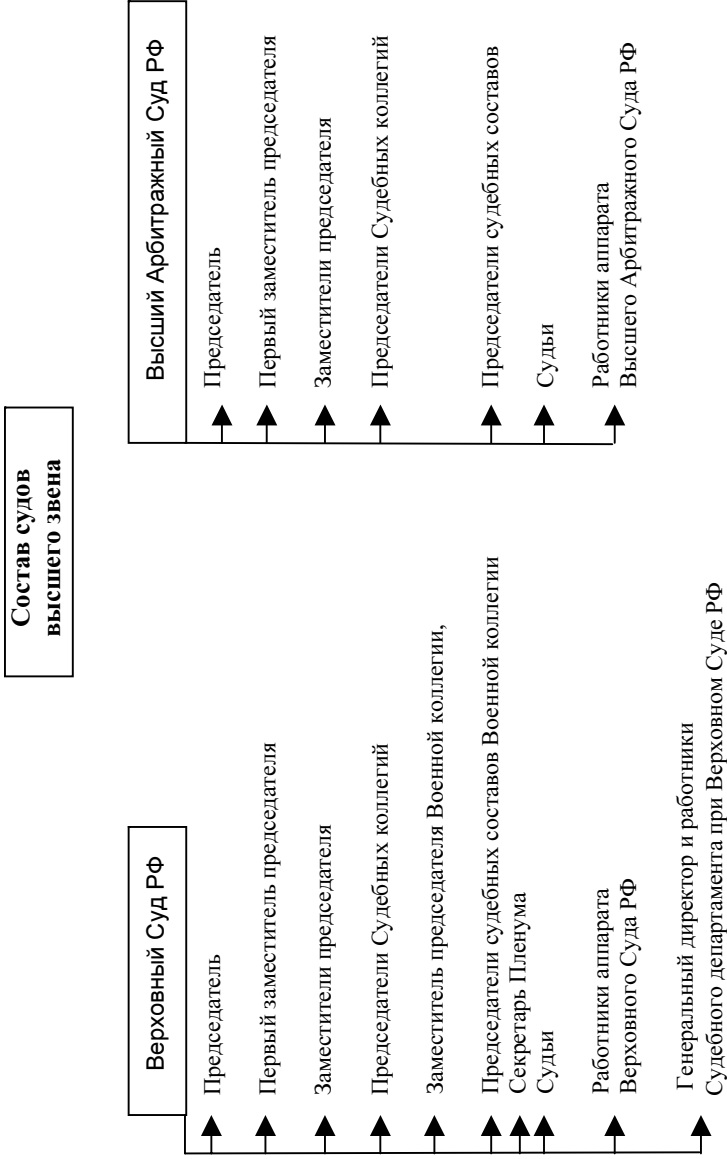 Состав судов
высшего звена
Верховный Суд РФ
Председатель
Первый заместитель председателя
Заместители председателя
Председатели Судебных коллегий
Заместитель председателя Военной коллегии,
Председатели судебных составов Военной коллегии
Секретарь Пленума
Судьи
Работники аппарата
Верховного Суда РФ
Генеральный директор и работники
Судебного департамента при Верховном Суде РФ
Высший Арбитражный Суд РФ
Председатель
Первый заместитель председателя
Заместители председателя
Председатели Судебных коллегий
Председатели судебных составов
Судьи
Работники аппарата
Высшего Арбитражного Суда РФ